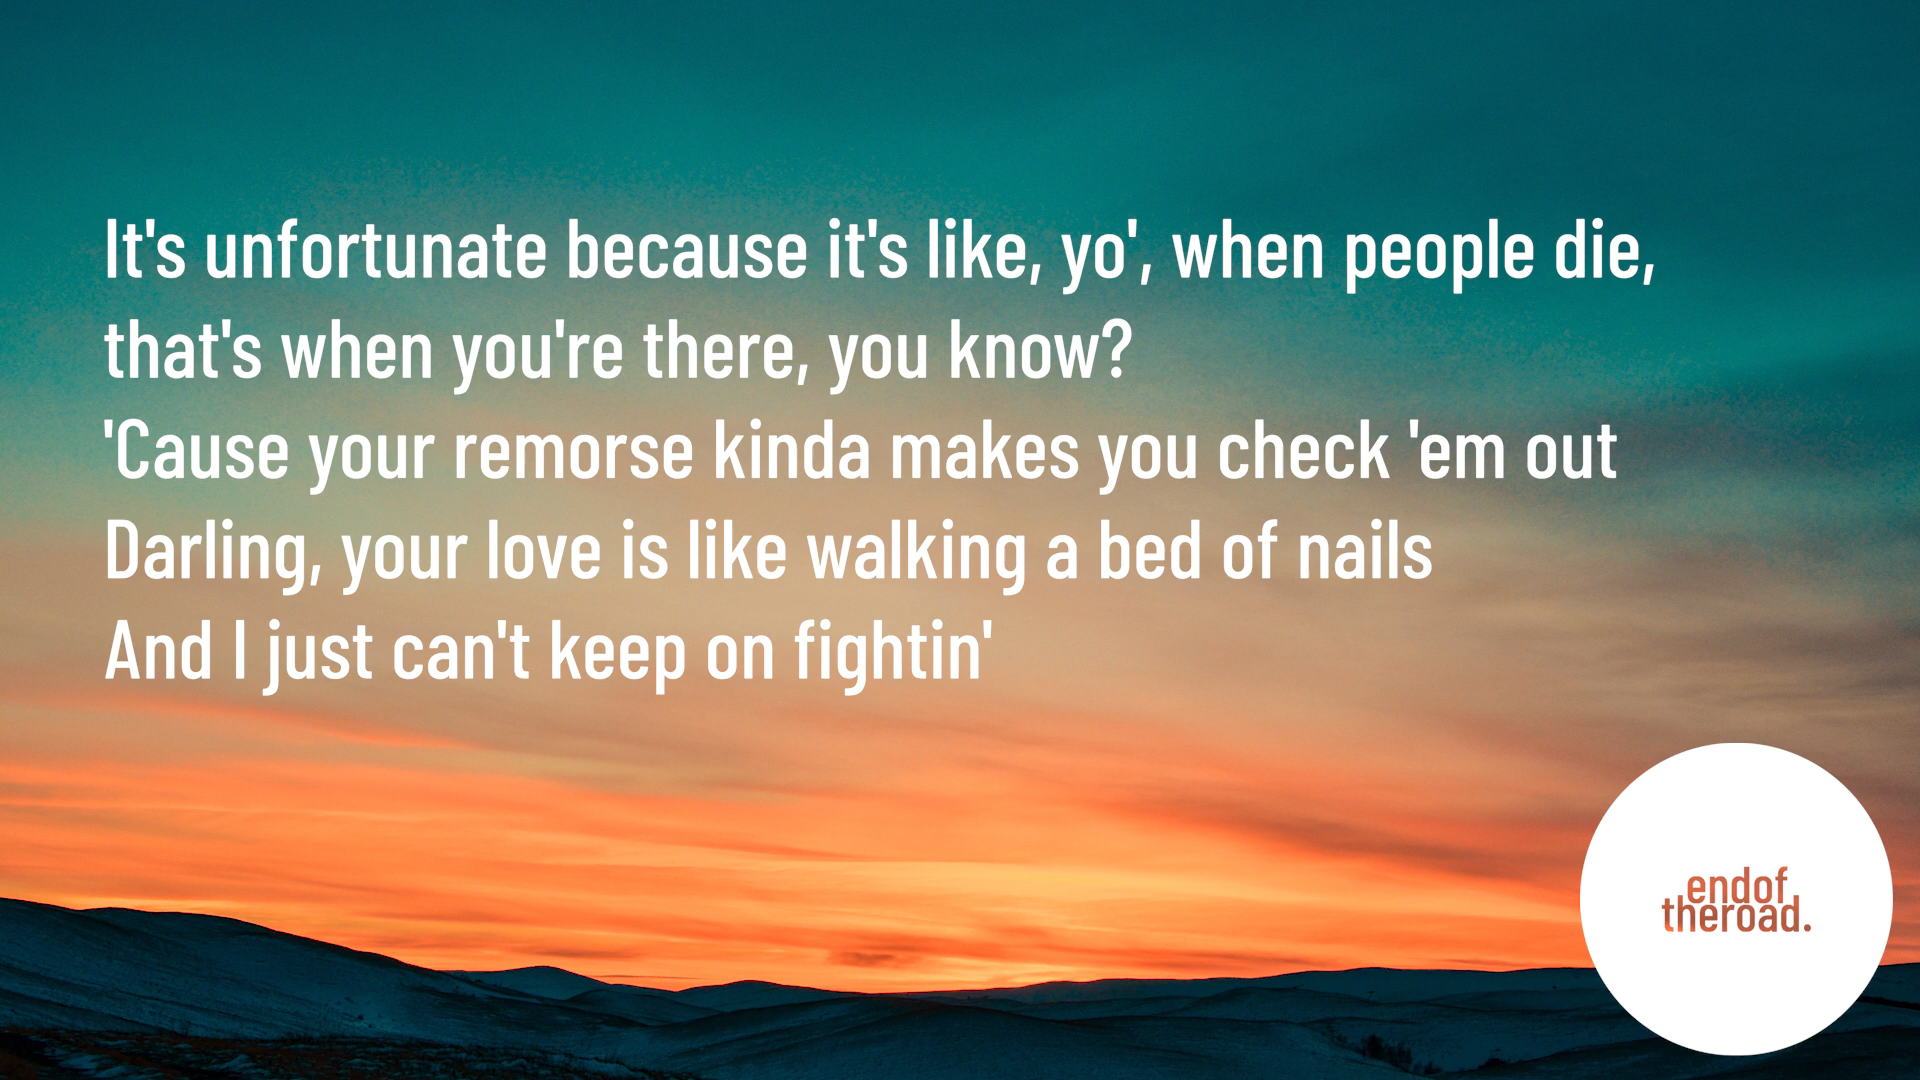 It's unfortunate because it's like, yo', when people die,
that's when you're there, you know?
'Cause your remorse kinda makes you check 'em out
Darling, your love is like walking a bed of nails
And I just can't keep on fightin'
endof
theroad.